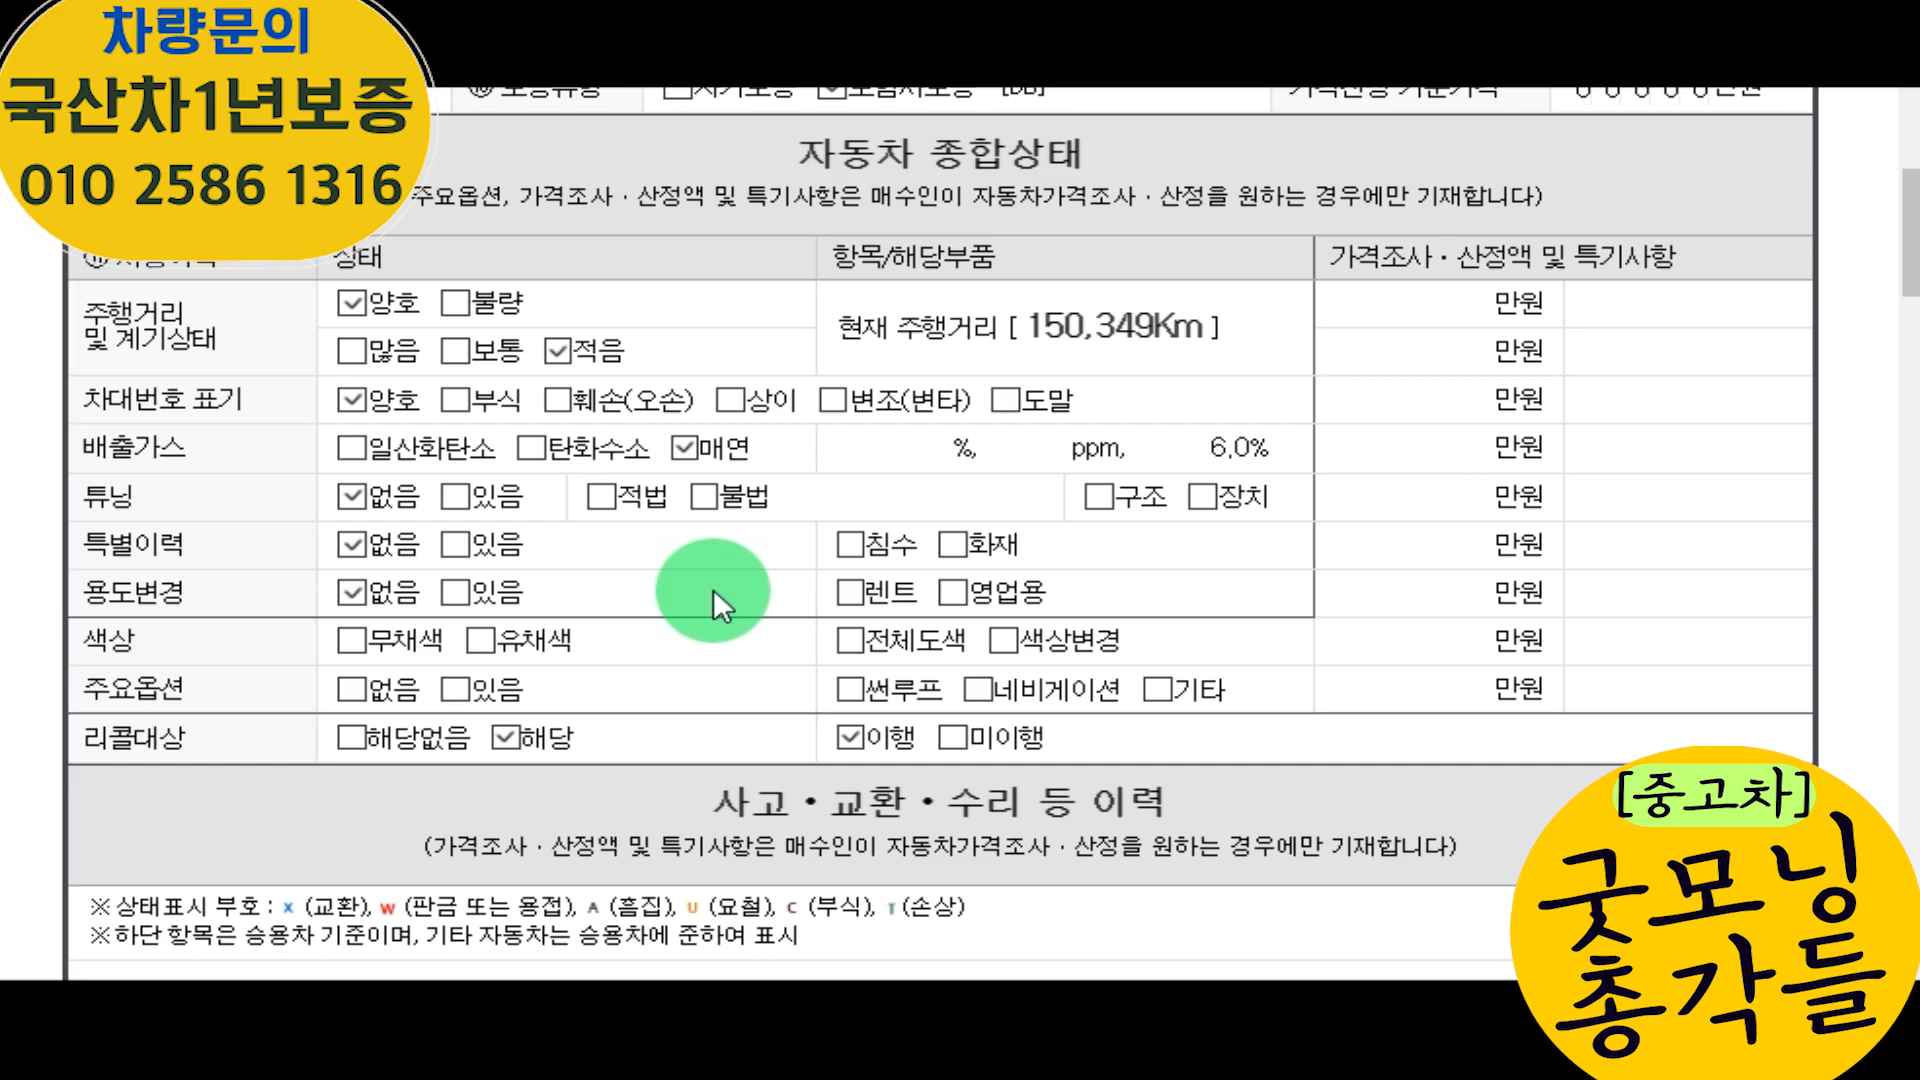 차량문의
국산차1년보증
010 2586 1316
자동차 종합상태
주요옵션, 가격조사 · 산정액 및 특기사항은 매수인이 자동차가격조사 · 산정을 원하는 경우에만 기재합니다)
상태 항목/해당부품 가격조사 · 산정액 및 특기사항
주행거리 및 계기상태 ☑양호 ☐불량 현재 주행거리 [ 150,349Km ] 만원
☐많음 ☐보통 ☑적음 만원
차대번호 표기 ☑양호 ☐부식 ☐훼손(오손) ☐상이 ☐변조(변타) ☐도말 만원
배출가스 ☐일산화탄소 ☐탄화수소 ☑매연 %, ppm, 6.0% 만원
튜닝 ☑없음 ☐있음 ☐적법 ☐불법 ☐구조 ☐장치 만원
특별이력 ☑없음 ☐있음 ☐침수 ☐화재 만원
용도변경 ☑없음 ☐있음 ☐렌트 ☐영업용 만원
색상 ☐무채색 ☐유채색 ☐전체도색 ☐색상변경 만원
주요옵션 ☐없음 ☐있음 ☐썬루프 ☐네비게이션 ☐기타 만원
리콜대상 ☐해당없음 ☑해당 ☑이행 ☐미이행
사고 · 교환 · 수리 등 이력
(가격조사 · 산정액 및 특기사항은 매수인이 자동차가격조사 · 산정을 원하는 경우에만 기재합니다)
※ 상태표시 부호 : X (교환), W (판금 또는 용접), A (흠집), U (요철), C (부식), T (손상)
※ 하단 항목은 승용차 기준이며, 기타 자동차는 승용차에 준하여 표시
[중고차]
굿모닝
총각들